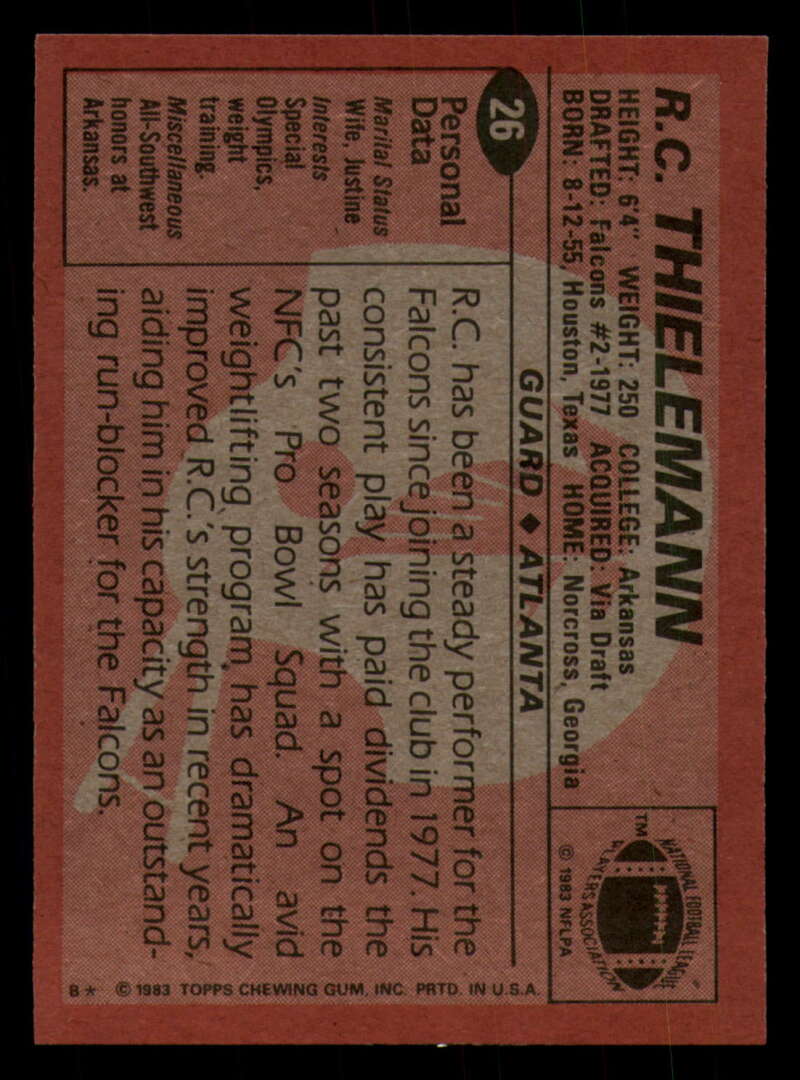 R.C. THIELEMANN
HEIGHT: 6'4" WEIGHT: 250 COLLEGE: Arkansas
DRAFTED: Falcons #2-1977 ACQUIRED: Via Draft
BORN: 8-12-55, Houston, Texas HOME: Norcross, Georgia
NATIONAL FOOTBALL LEAGUE
PLAYERS ASSOCIATION
TM
© 1983 NFLPA
26
GUARD ♦ ATLANTA
Personal
Data
Marital Status
Wife, Justine
Interests
Special
Olympics,
weight
training.
Miscellaneous
All-Southwest
honors at
Arkansas.
R.C. has been a steady performer for the
Falcons since joining the club in 1977. His
consistent play has paid dividends the
past two seasons with a spot on the
NFC's Pro Bowl Squad. An avid
weightlifting program has dramatically
improved R.C.'s strength in recent years,
aiding him in his capacity as an outstand-
ing run-blocker for the Falcons.
B* © 1983 TOPPS CHEWING GUM, INC. PRTD. IN U.S.A.